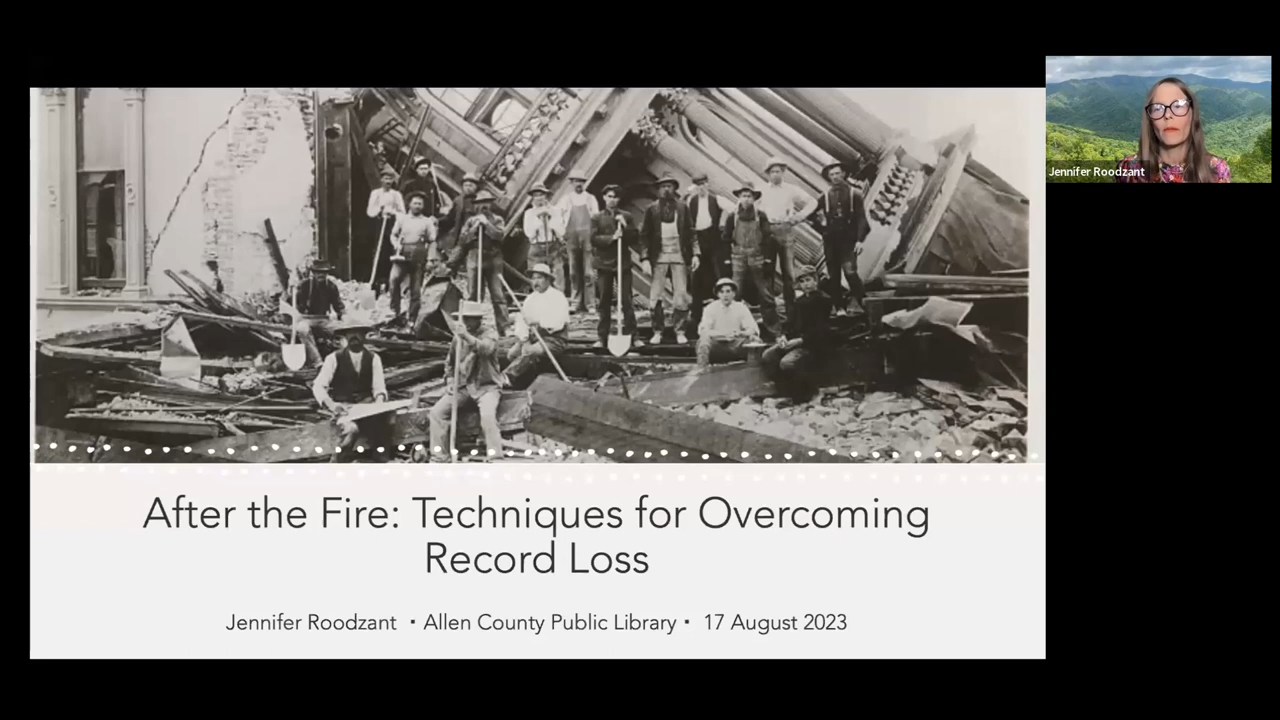 After the Fire: Techniques for Overcoming
Record Loss
Jennifer Roodzant • Allen County Public Library • 17 August 2023
Jennifer Roodzant